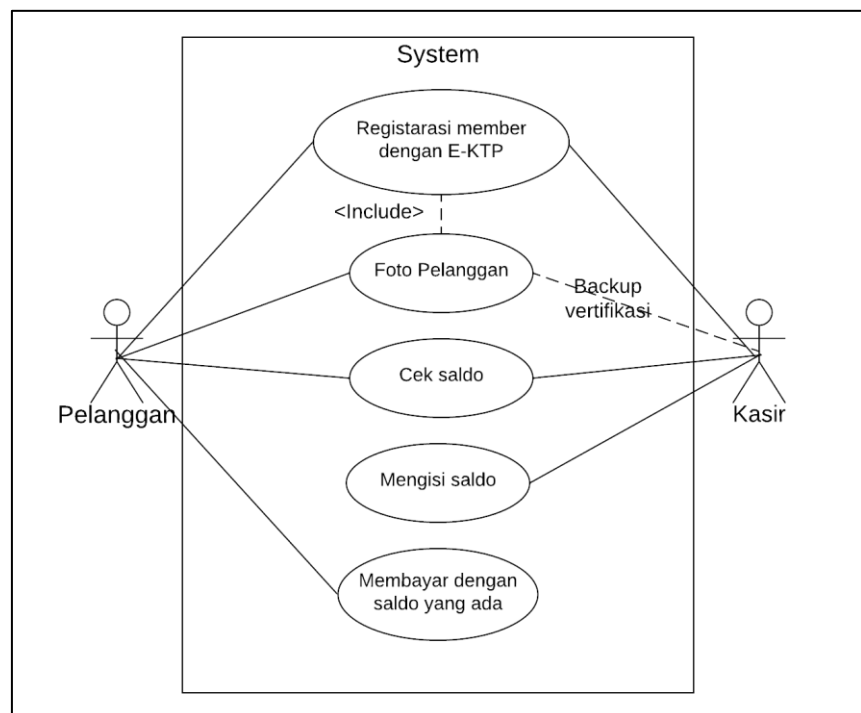 System
Registarasi member
dengan E-KTP
<Include>
Foto Pelanggan
Backup
vertifikasi
Cek saldo
Pelanggan
Kasir
Mengisi saldo
Membayar dengan
saldo yang ada